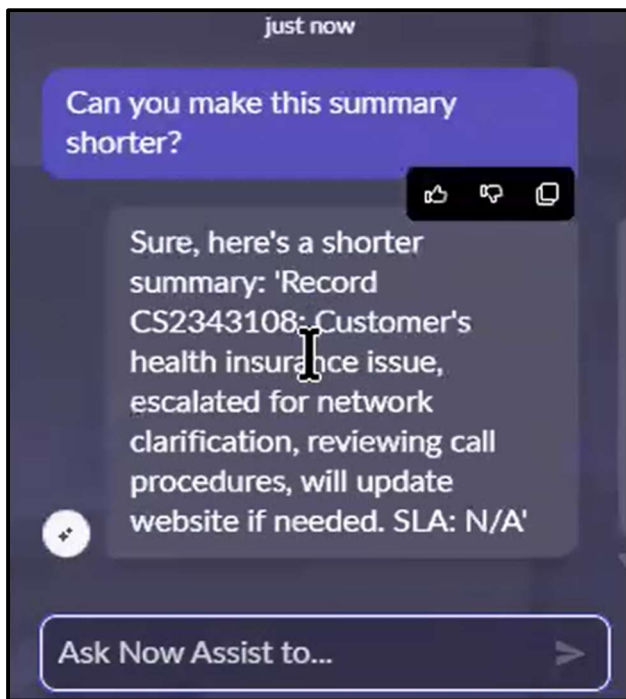 just now
Can you make this summary
shorter?
Sure, here's a shorter
summary: 'Record
CS2343108: Customer's
health insurance issue,
escalated for network
clarification, reviewing call
procedures, will update
website if needed. SLA: N/A'
Ask Now Assist to...